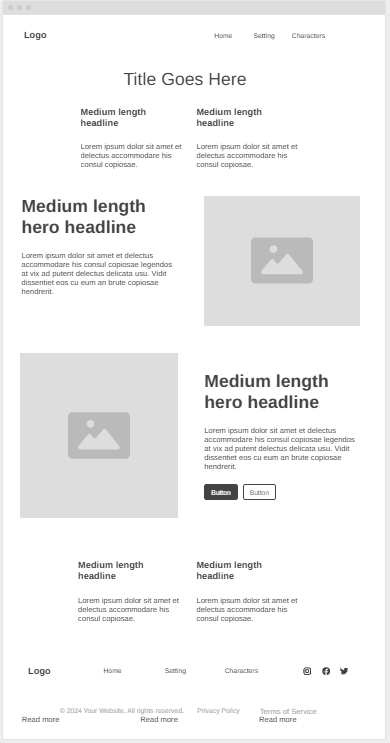 Logo
Home Setting Characters
Title Goes Here
Medium length
headline
Lorem ipsum dolor sit amet et
delectus accommodare his
consul copiosae.
Medium length
headline
Lorem ipsum dolor sit amet et
delectus accommodare his
consul copiosae.
Medium length
hero headline
Lorem ipsum dolor sit amet et delectus
accommodare his consul copiosae legendos
at vix ad putent delectus delicata usu. Vidit
dissentiet eos cu eum an brute copiosae
hendrerit.
Medium length
hero headline
Lorem ipsum dolor sit amet et delectus
accommodare his consul copiosae legendos
at vix ad putent delectus delicata usu. Vidit
dissentiet eos cu eum an brute copiosae
hendrerit.
Button Button
Medium length
headline
Lorem ipsum dolor sit amet et
delectus accommodare his
consul copiosae.
Medium length
headline
Lorem ipsum dolor sit amet et
delectus accommodare his
consul copiosae.
Logo Home Setting Characters
© 2024 Your Website. All rights reserved. Privacy Policy Terms of Service
Read more Read more Read more